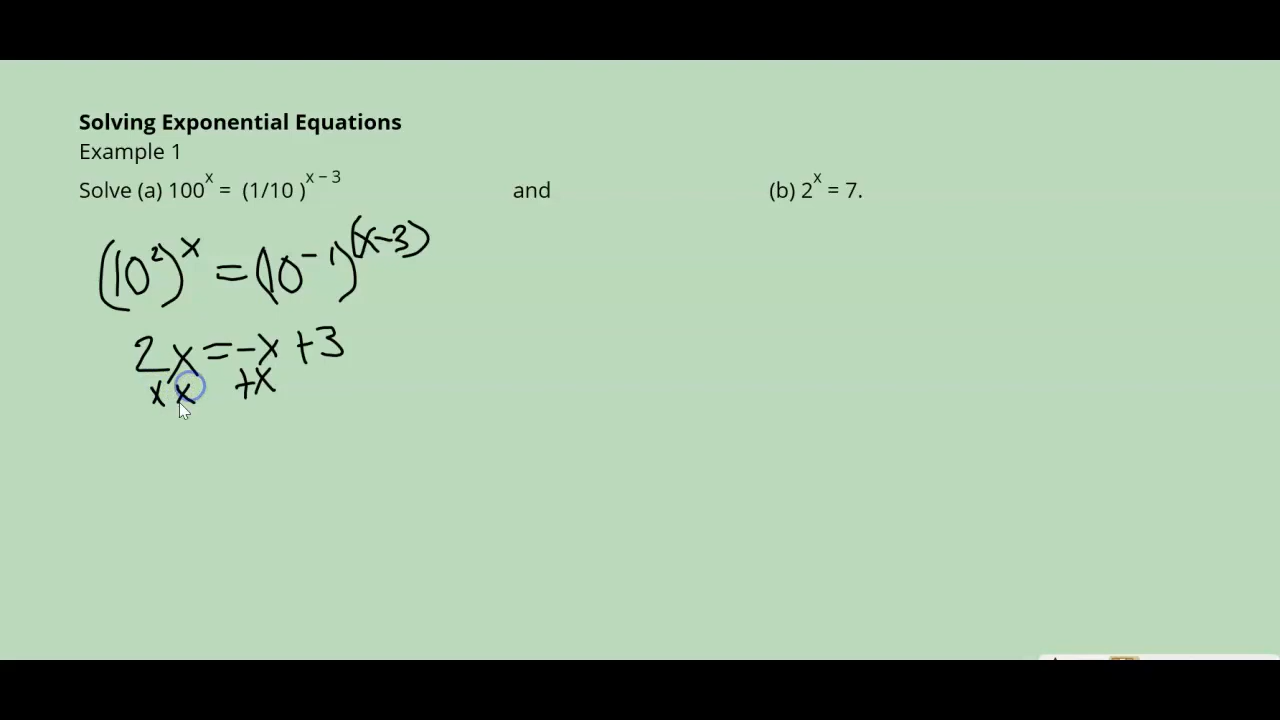 Solving Exponential Equations
Example 1
Solve (a) 100^x = (1/10 )^(x – 3) and (b) 2^x = 7.
(10²)^x = (10⁻¹)^(x-3)
2x = -x + 3
x x +x